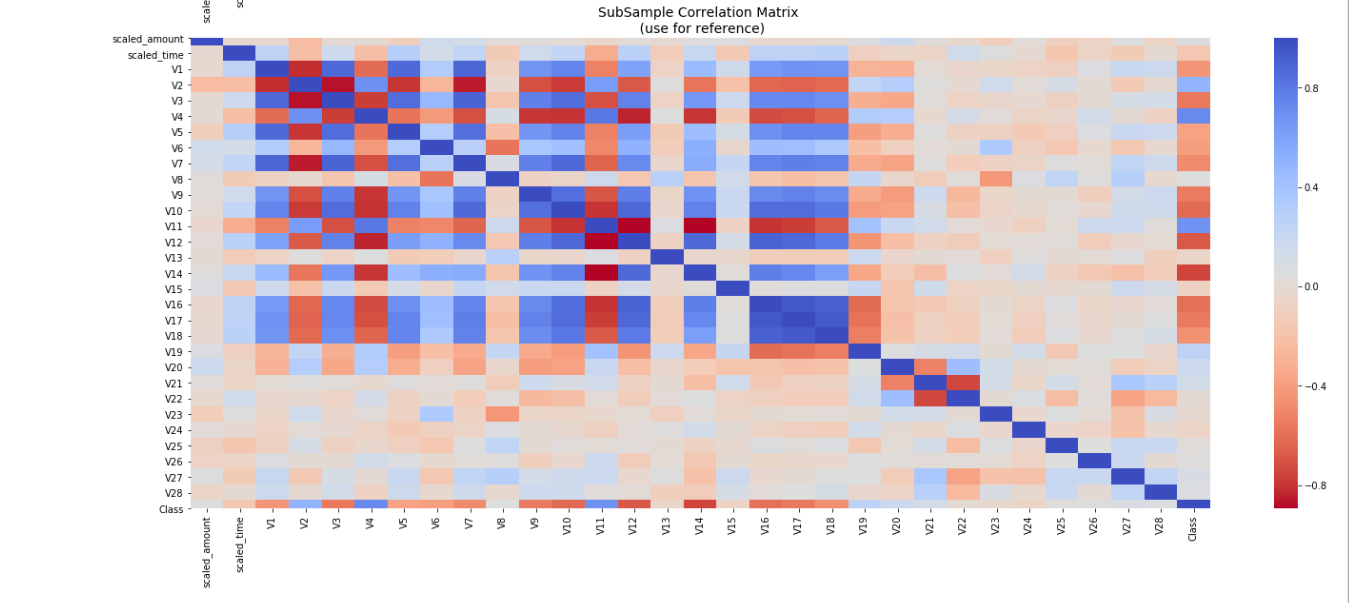 SubSample Correlation Matrix
(use for reference)
scaled_amount
scaled_time
V1
V2
V3
V4
V5
V6
V7
V8
V9
V10
V11
V12
V13
V14
V15
V16
V17
V18
V19
V20
V21
V22
V23
V24
V25
V26
V27
V28
Class
scaled_amount
scaled_time
V1
V2
V3
V4
V5
V6
V7
V8
V9
V10
V11
V12
V13
V14
V15
V16
V17
V18
V19
V20
V21
V22
V23
V24
V25
V26
V27
V28
Class
0.8
0.4
0.0
−0.4
−0.8